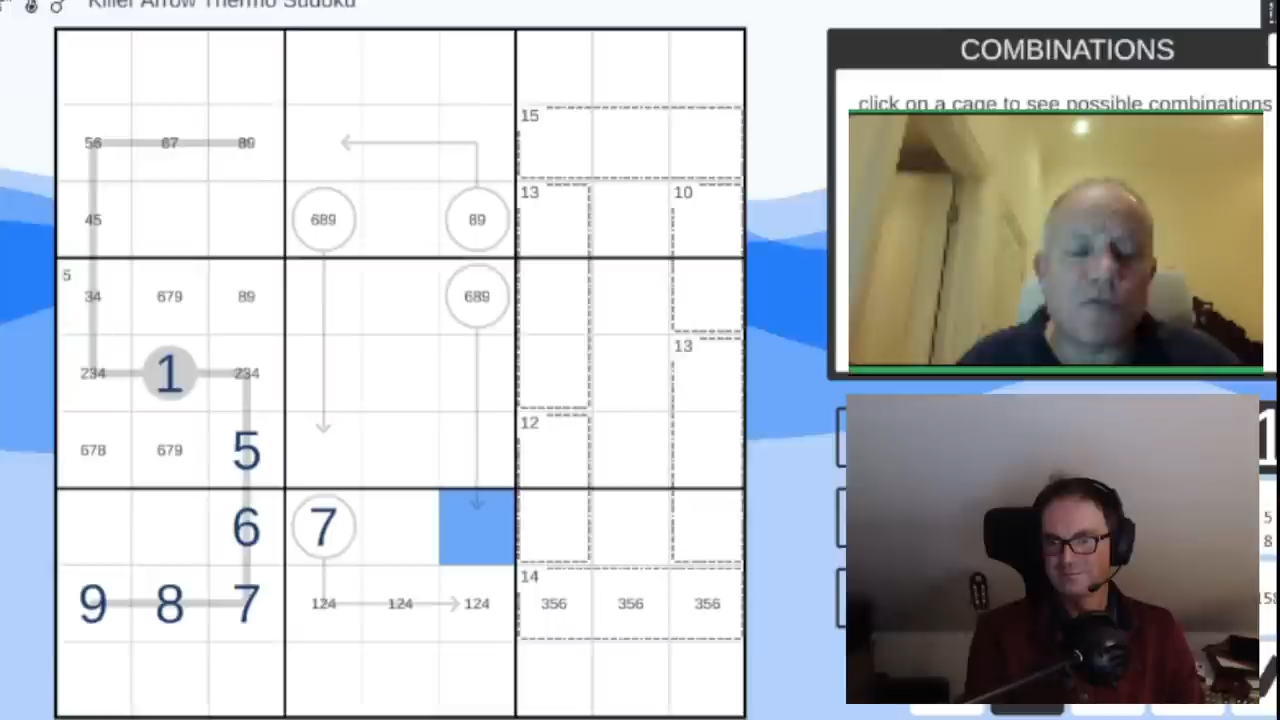 Killer Arrow Thermo Sudoku
COMBINATIONS
click on a cage to see possible combinations
15
56 67 89
13 10
45 689 89
5
34 679 89 689
13
234 1 234
12
678 679 5
6 7
14
9 8 7 124 124 124 356 356 356
5
8